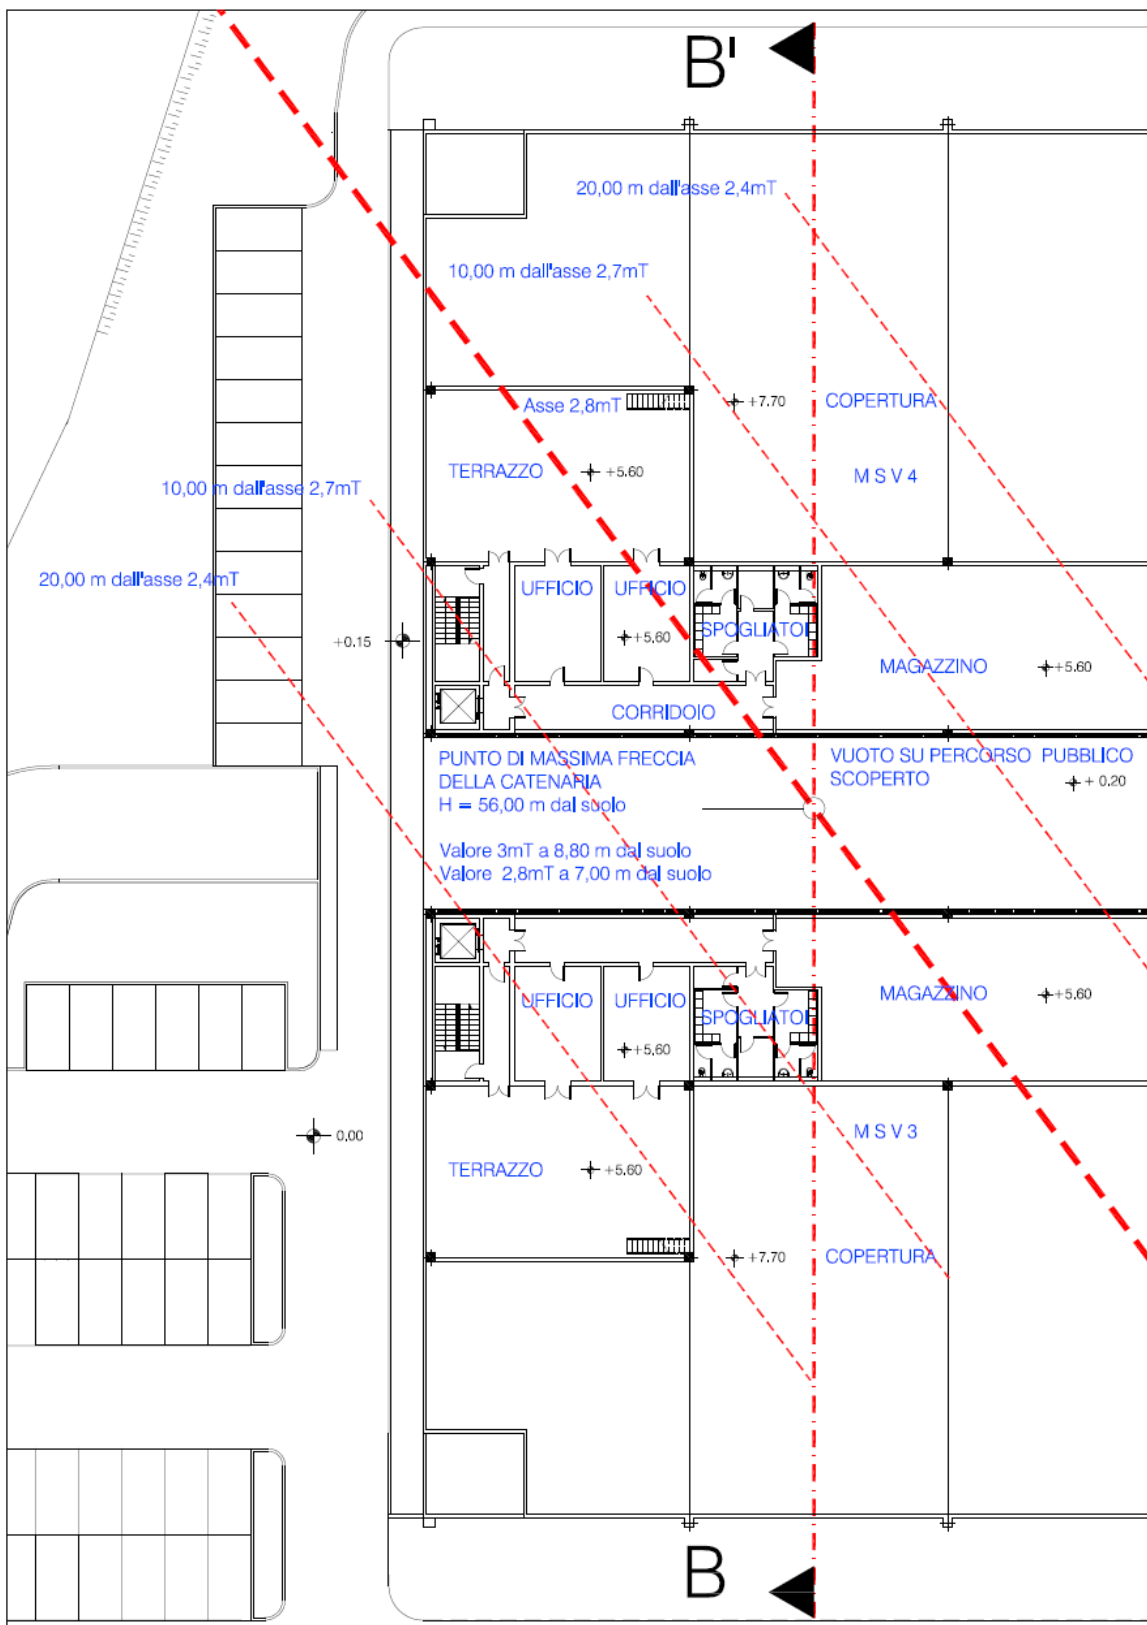 B'
20,00 m dall'asse 2,4mT
10,00 m dall'asse 2,7mT
Asse 2,8mT
+7.70
COPERTURA
TERRAZZO
+5.60
M S V 4
10,00 m dall'asse 2,7mT
20,00 m dall'asse 2,4mT
UFFICIO
UFFICIO
+0.15
+5.60
SPOGLIATOI
MAGAZZINO
+5.60
CORRIDOIO
PUNTO DI MASSIMA FRECCIA
DELLA CATENARIA
H = 56,00 m dal suolo
VUOTO SU PERCORSO PUBBLICO
SCOPERTO
+ 0.20
Valore 3mT a 8,80 m dal suolo
Valore 2,8mT a 7,00 m dal suolo
UFFICIO
UFFICIO
SPOGLIATOI
MAGAZZINO
+5.60
+5.60
0.00
M S V 3
TERRAZZO
+5.60
+7.70
COPERTURA
B